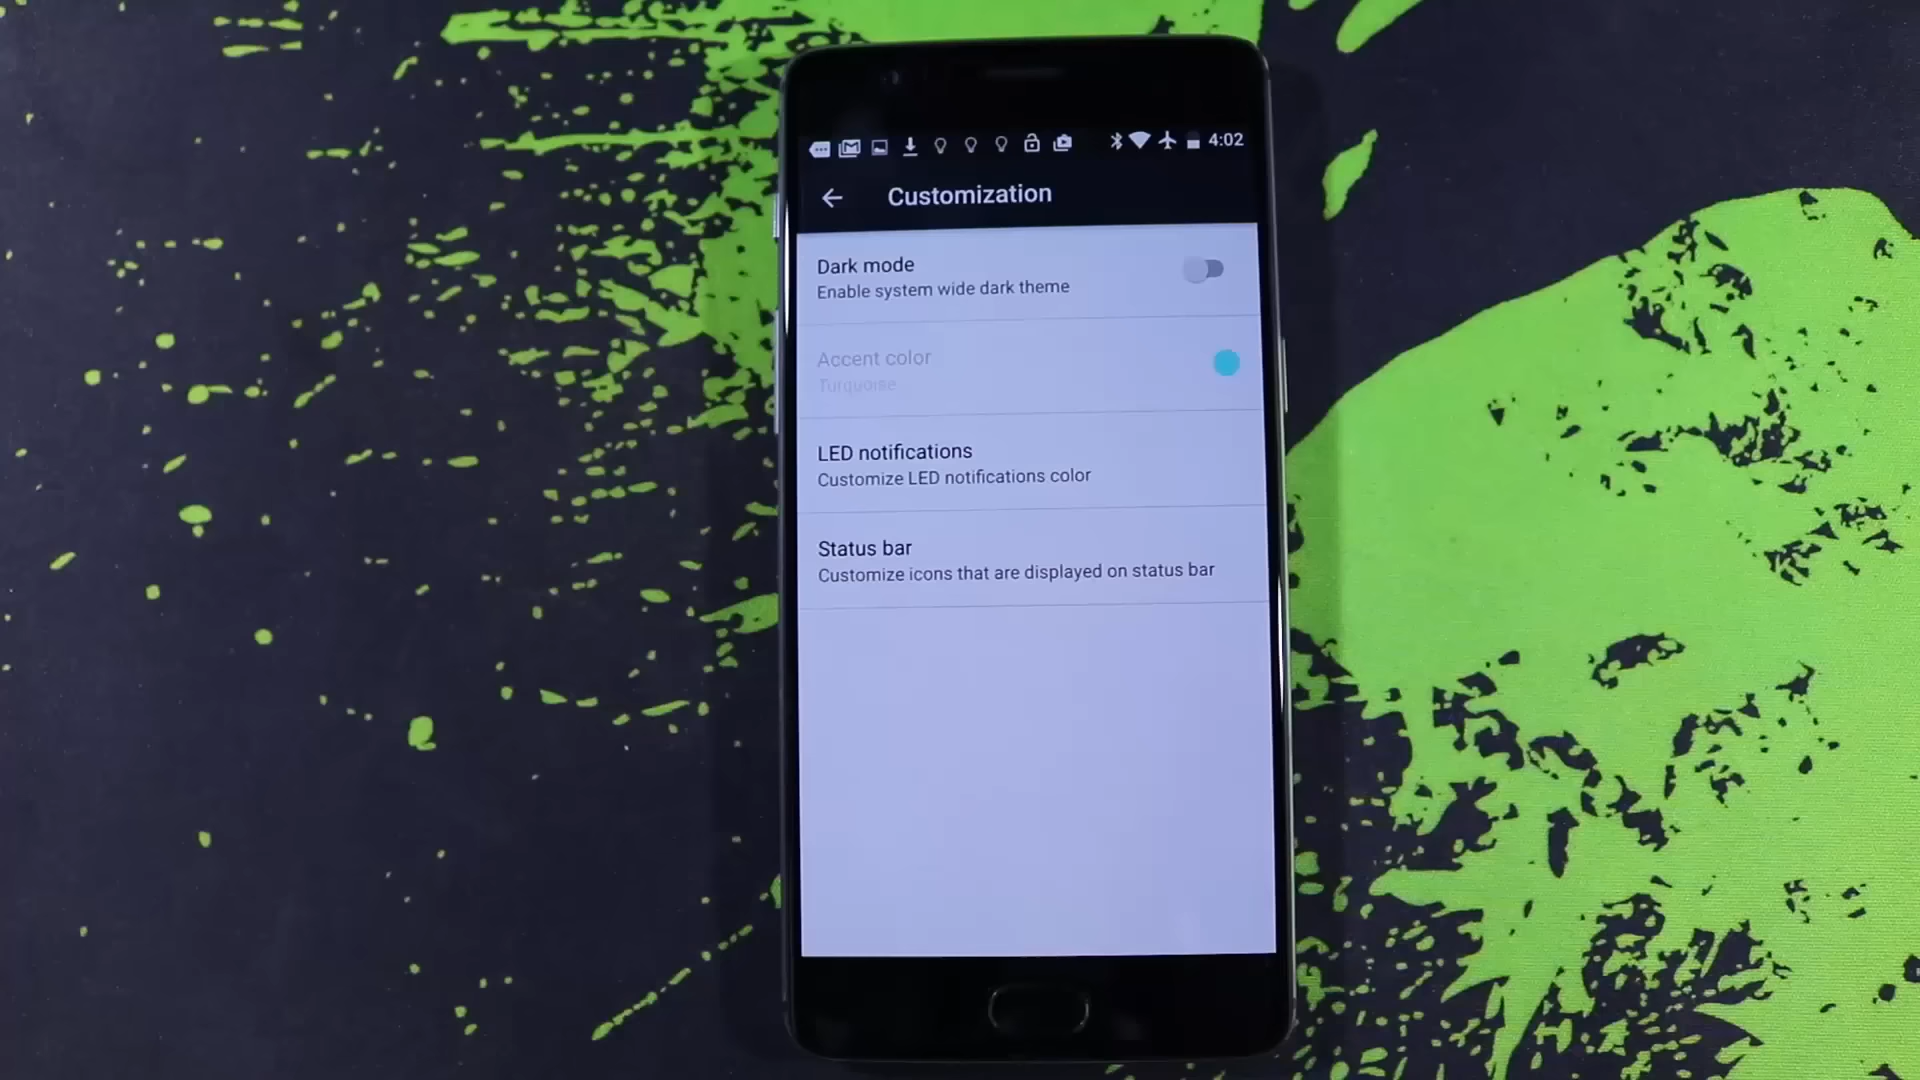 4:02
Customization
Dark mode
Enable system wide dark theme
Accent color
Turquoise
LED notifications
Customize LED notifications color
Status bar
Customize icons that are displayed on status bar